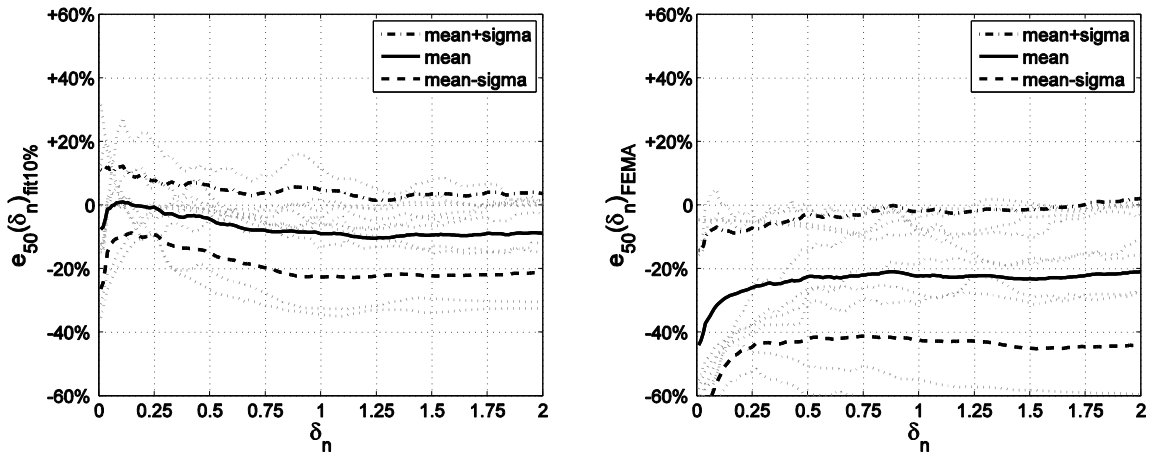 +60%
+40%
+20%
0
-20%
-40%
-60%
e50(δn)fit10%
mean+sigma
mean
mean-sigma
0 0.25 0.5 0.75 1 1.25 1.5 1.75 2
δn
+60%
+40%
+20%
0
-20%
-40%
-60%
e50(δn)FEMA
mean+sigma
mean
mean-sigma
0 0.25 0.5 0.75 1 1.25 1.5 1.75 2
δn